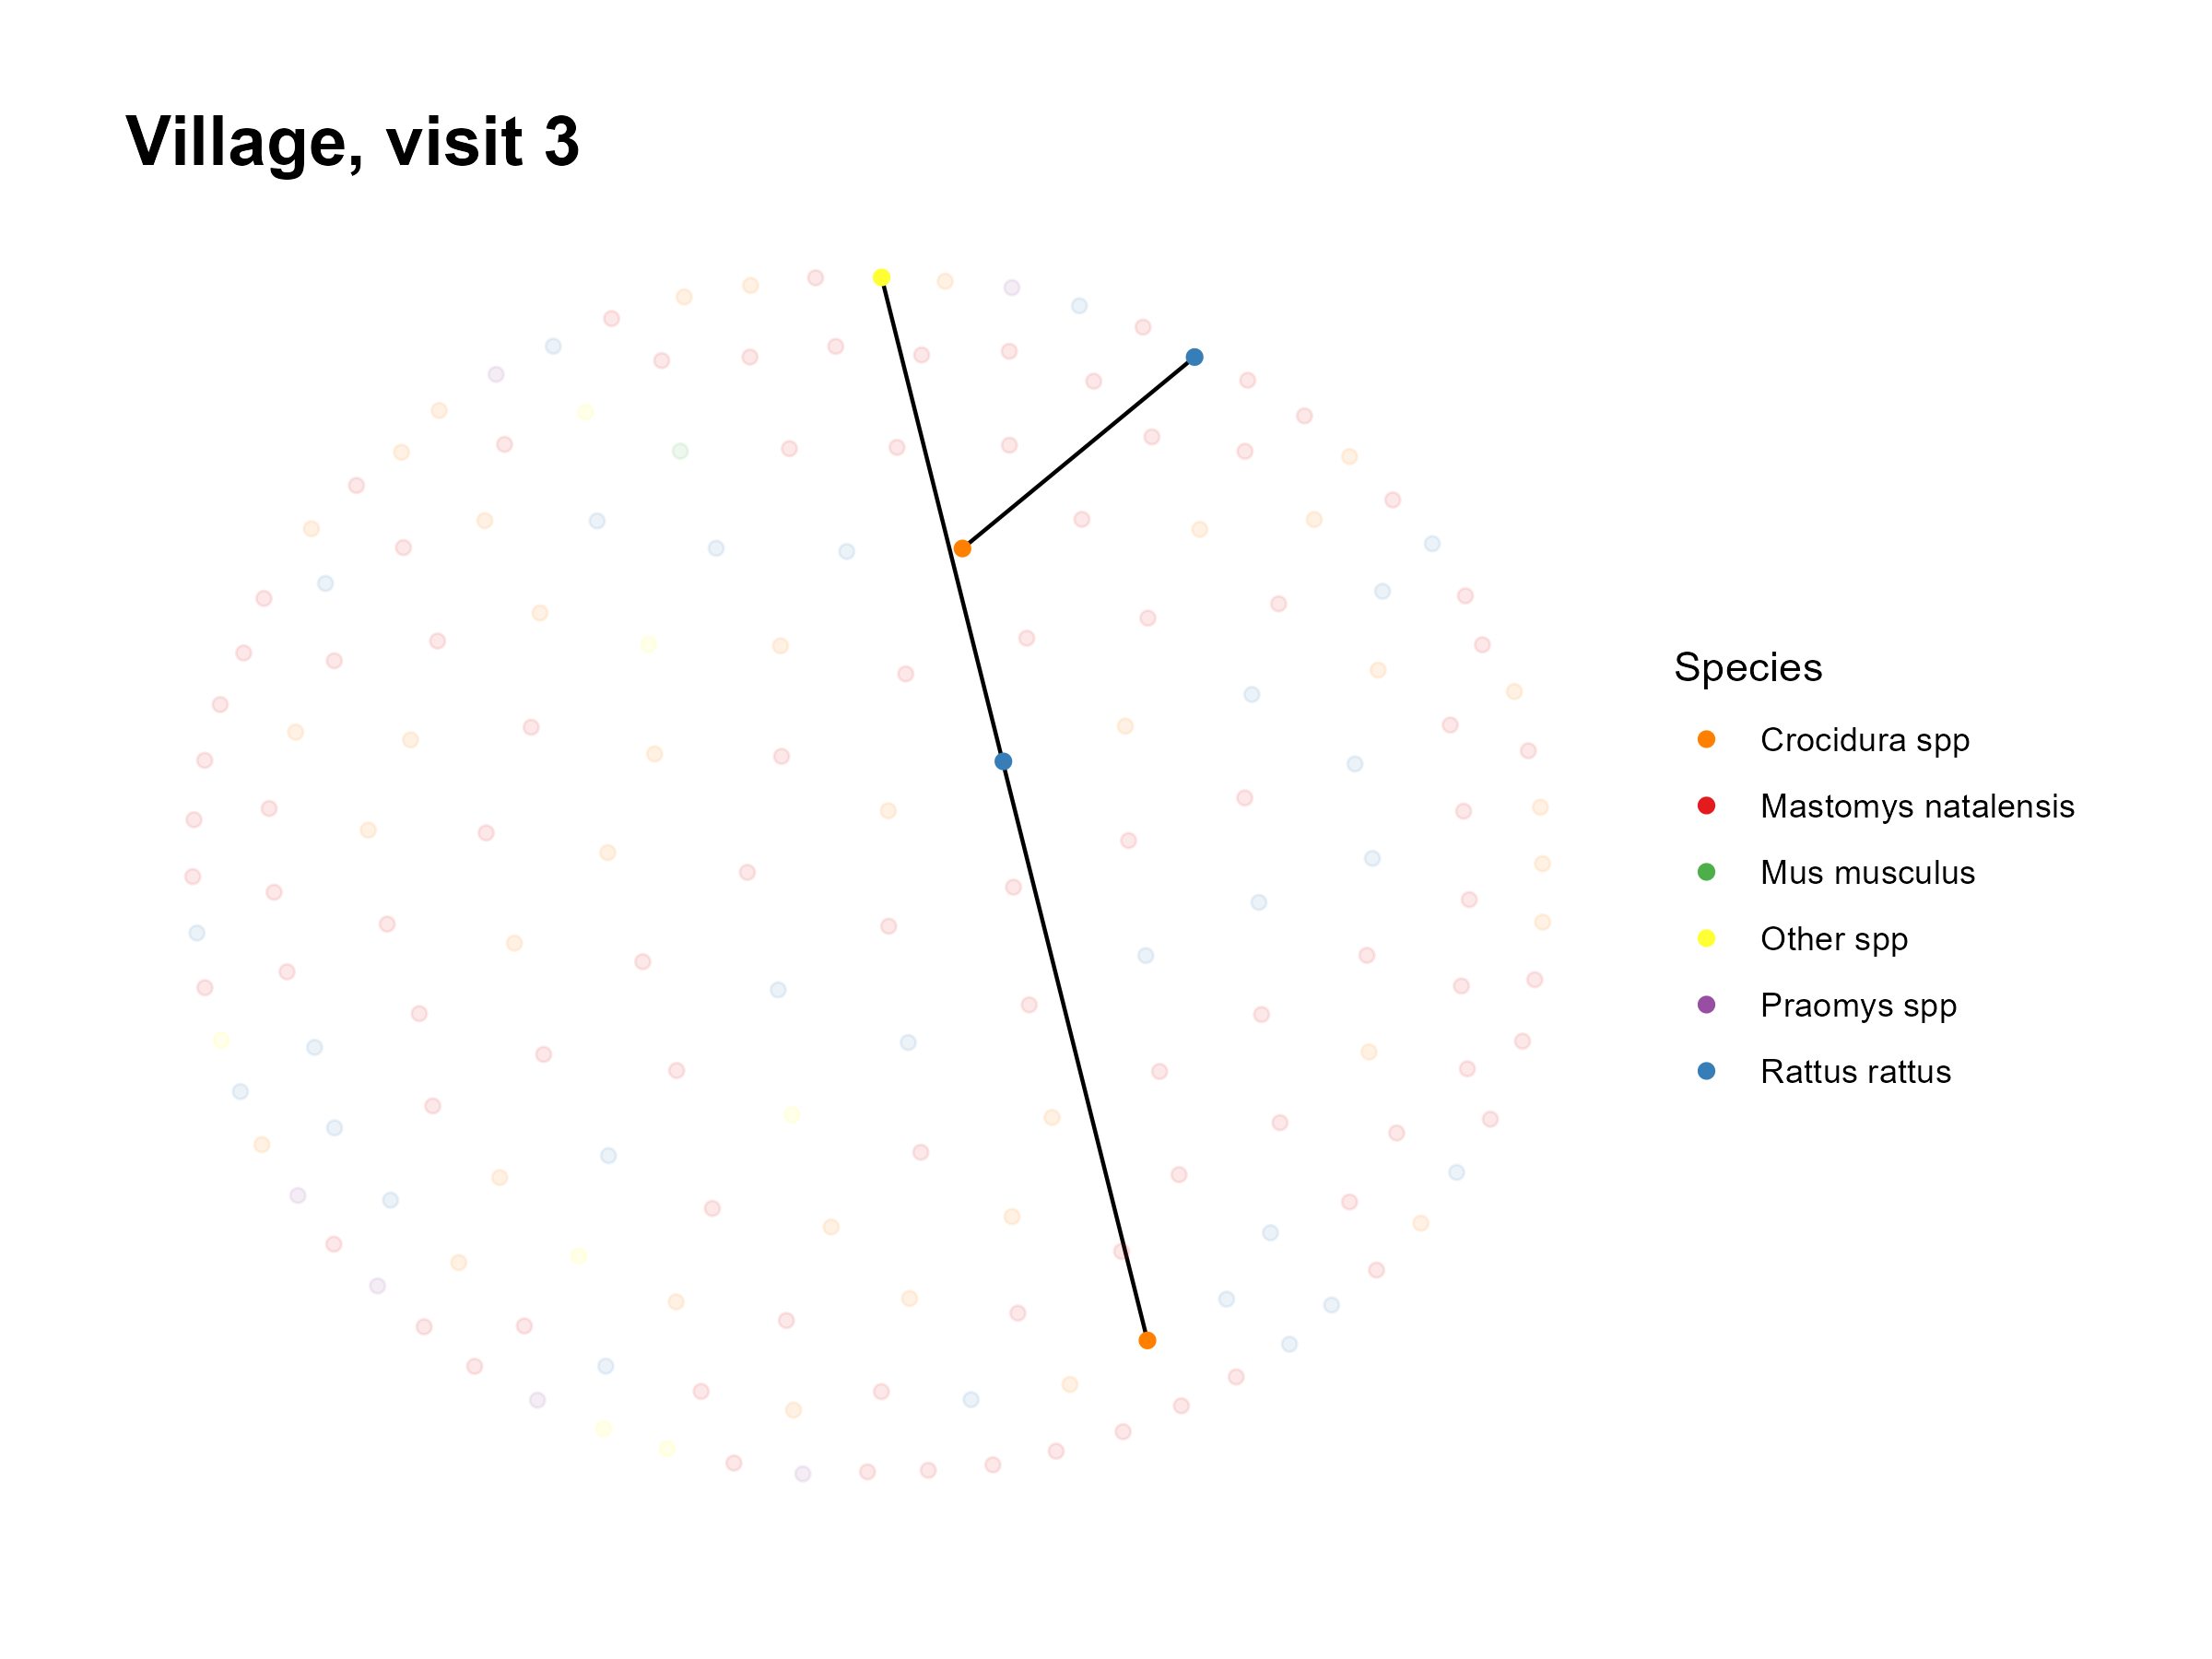 Village, visit 3
Species
Crocidura spp
Mastomys natalensis
Mus musculus
Other spp
Praomys spp
Rattus rattus